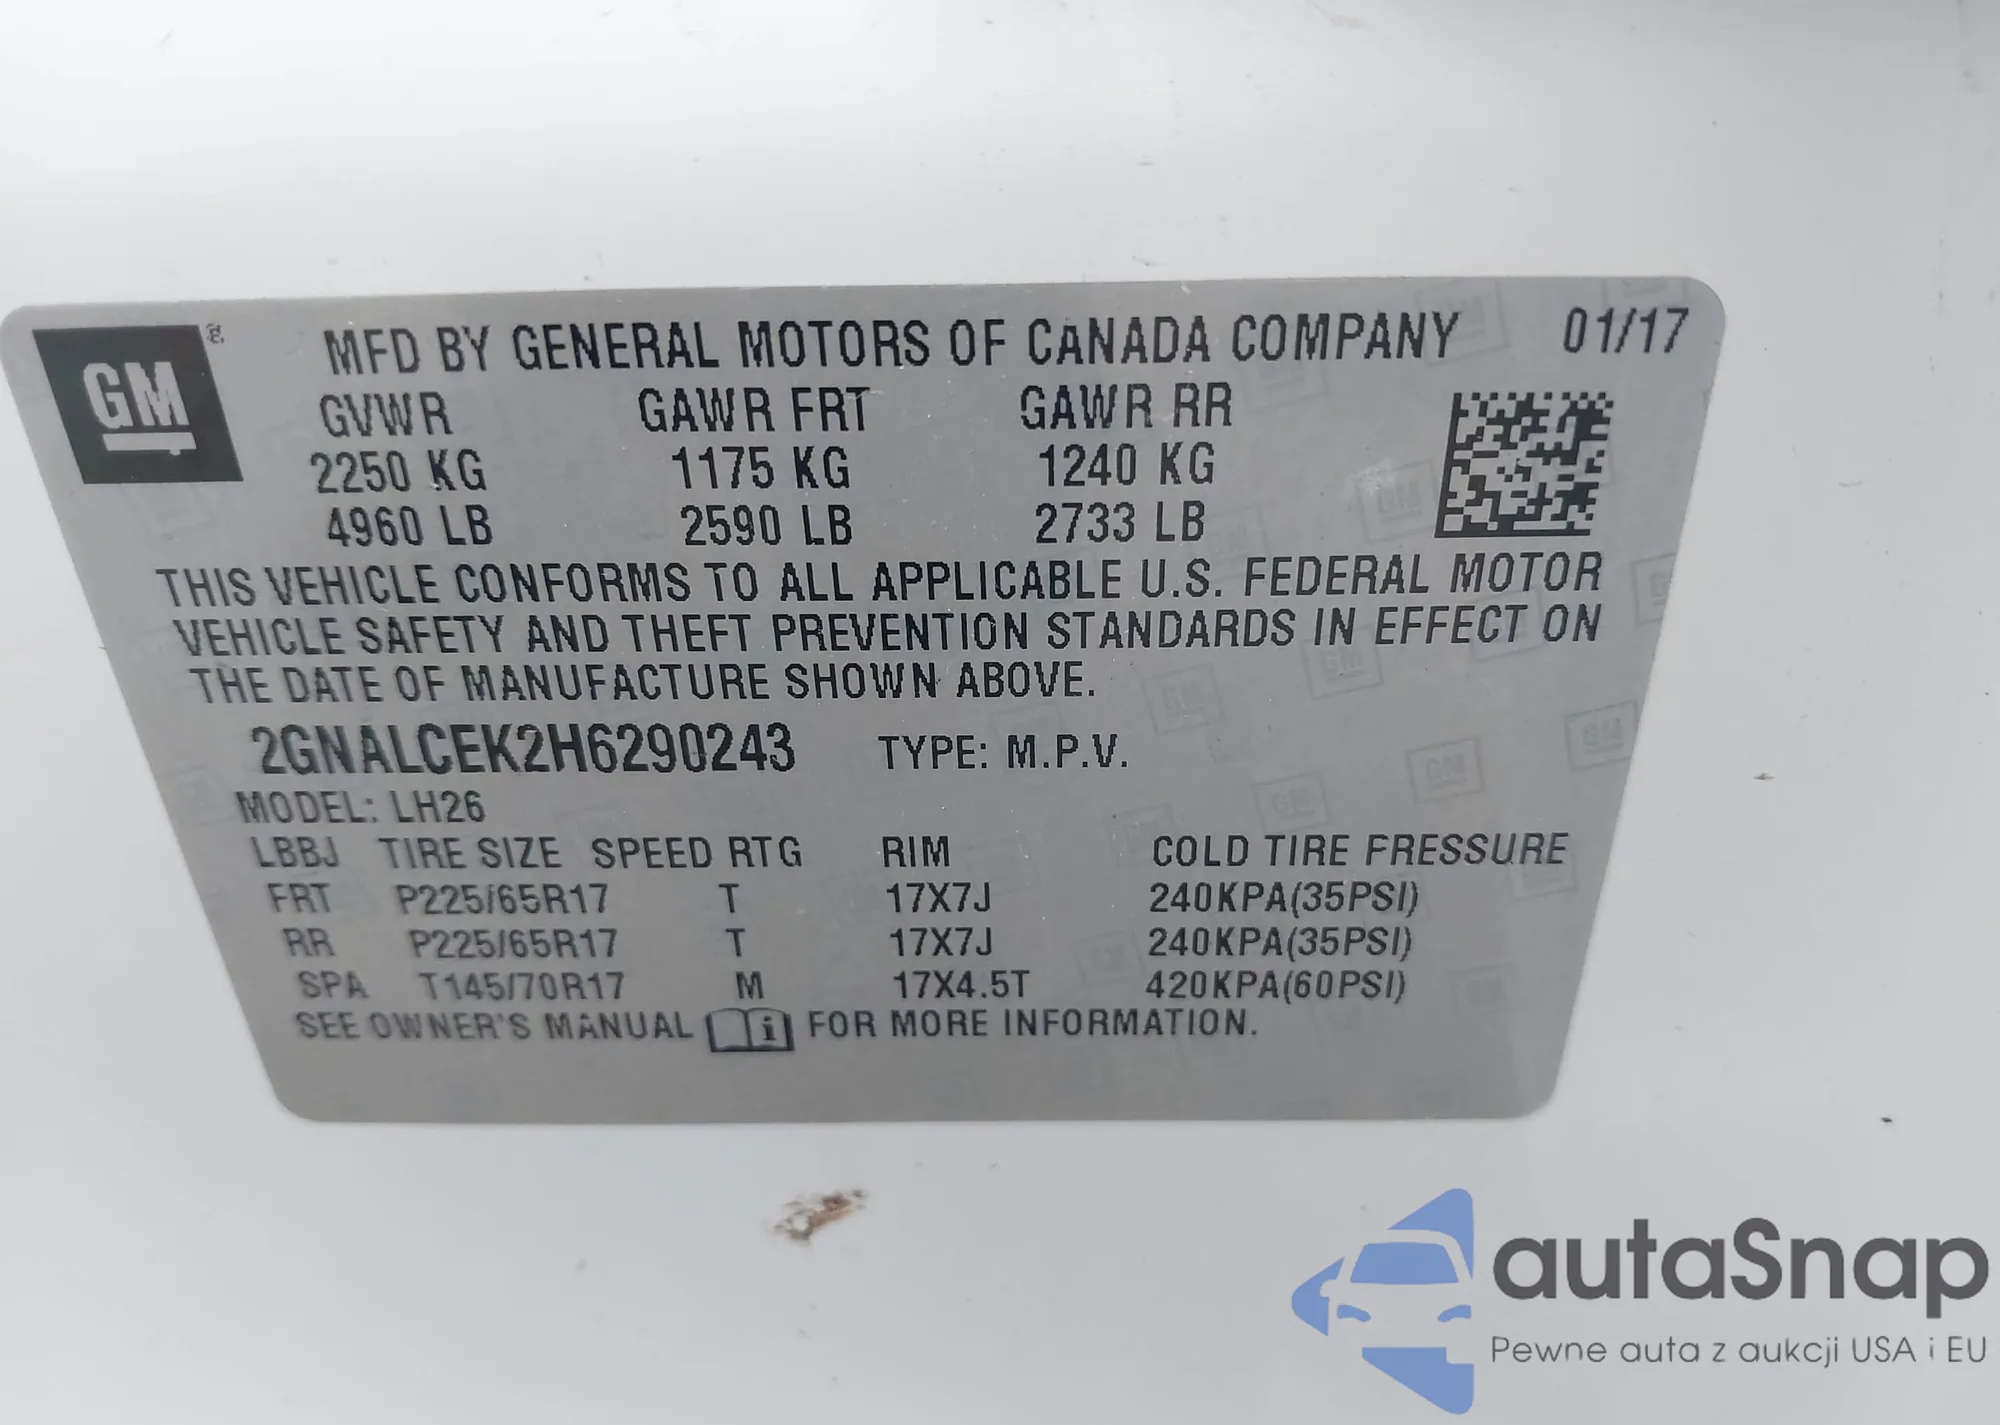 GM
MFD BY GENERAL MOTORS OF CANADA COMPANY 01/17
GVWR GAWR FRT GAWR RR
2250 KG 1175 KG 1240 KG
4960 LB 2590 LB 2733 LB
THIS VEHICLE CONFORMS TO ALL APPLICABLE U.S. FEDERAL MOTOR
VEHICLE SAFETY AND THEFT PREVENTION STANDARDS IN EFFECT ON
THE DATE OF MANUFACTURE SHOWN ABOVE.
2GNALCEK2H6290243 TYPE: M.P.V.
MODEL: LH26
LBBJ TIRE SIZE SPEED RTG RIM COLD TIRE PRESSURE
FRT P225/65R17 T 17X7J 240KPA(35PSI)
RR P225/65R17 T 17X7J 240KPA(35PSI)
SPA T145/70R17 M 17X4.5T 420KPA(60PSI)
SEE OWNER'S MANUAL i FOR MORE INFORMATION.
autaSnap
Pewne auta z aukcji USA i EU